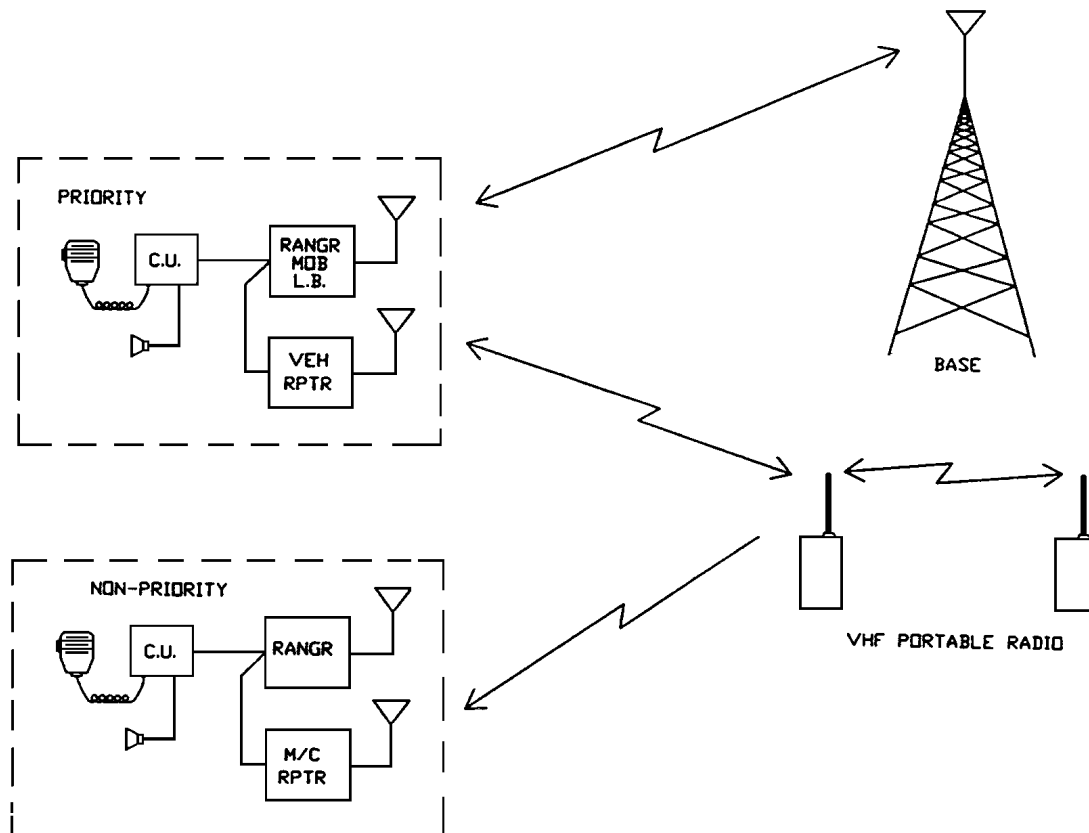 PRIORITY
C.U.
RANGR
MOB
L.B.
VEH
RPTR
BASE
NON-PRIORITY
C.U.
RANGR
M/C
RPTR
VHF PORTABLE RADIO